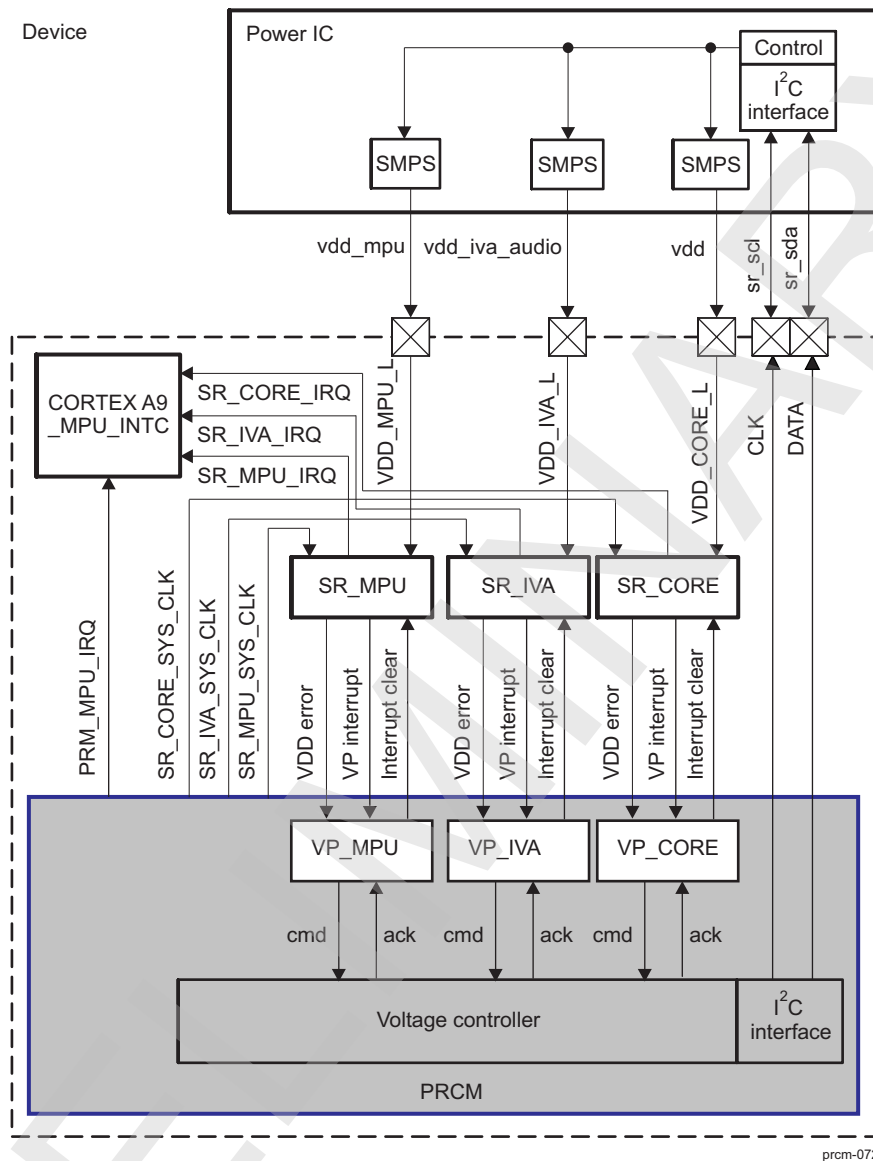 Device
Power IC
Control
I2C
interface
SMPS
SMPS
SMPS
vdd_mpu
vdd_iva_audio
vdd
sr_scl
sr_sda
CORTEX A9
_MPU_INTC
SR_CORE_IRQ
SR_IVA_IRQ
SR_MPU_IRQ
VDD_MPU_L
VDD_IVA_L
VDD_CORE_L
CLK
DATA
SR_MPU
SR_IVA
SR_CORE
PRM_MPU_IRQ
SR_CORE_SYS_CLK
SR_IVA_SYS_CLK
SR_MPU_SYS_CLK
VDD error
VP interrupt
Interrupt clear
VDD error
VP interrupt
Interrupt clear
VDD error
VP interrupt
Interrupt clear
VP_MPU
VP_IVA
VP_CORE
cmd
ack
cmd
ack
cmd
ack
Voltage controller
I2C
interface
PRCM
prcm-072